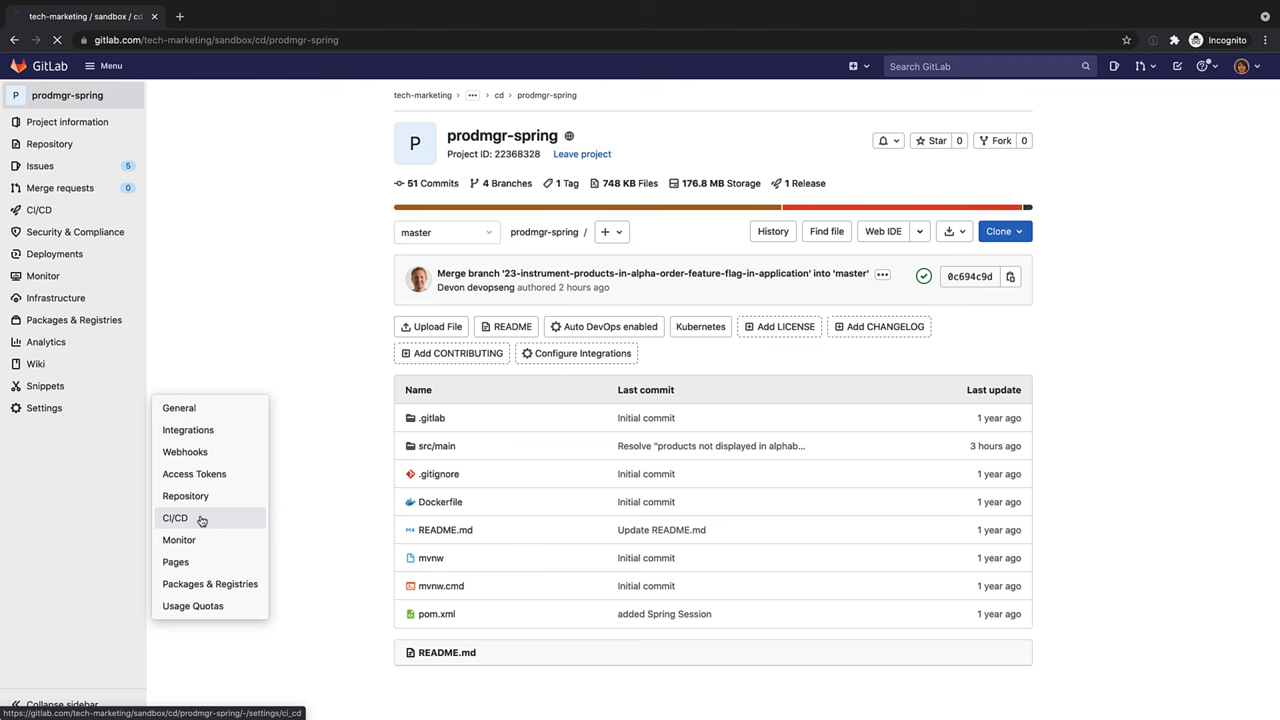 tech-marketing / sandbox / cd
gitlab.com/tech-marketing/sandbox/cd/prodmgr-spring
Incognito
GitLab
Menu
Search GitLab
P prodmgr-spring
Project information
Repository
Issues 5
Merge requests 0
CI/CD
Security & Compliance
Deployments
Monitor
Infrastructure
Packages & Registries
Analytics
Wiki
Snippets
Settings
General
Integrations
Webhooks
Access Tokens
Repository
CI/CD
Monitor
Pages
Packages & Registries
Usage Quotas
Collapse sidebar
https://gitlab.com/tech-marketing/sandbox/cd/prodmgr-spring/-/settings/ci_cd
tech-marketing > ... > cd > prodmgr-spring
P
prodmgr-spring
Project ID: 22368328 Leave project
Star 0 Fork 0
51 Commits 4 Branches 1 Tag 748 KB Files 176.8 MB Storage 1 Release
master prodmgr-spring / + History Find file Web IDE Clone
Merge branch '23-instrument-products-in-alpha-order-feature-flag-in-application' into 'master'
Devon devopseng authored 2 hours ago
0c694c9d
Upload File README Auto DevOps enabled Kubernetes Add LICENSE Add CHANGELOG
Add CONTRIBUTING Configure Integrations
Name Last commit Last update
.gitlab Initial commit 1 year ago
src/main Resolve "products not displayed in alphab... 3 hours ago
.gitignore Initial commit 1 year ago
Dockerfile Initial commit 1 year ago
README.md Update README.md 1 year ago
mvnw Initial commit 1 year ago
mvnw.cmd Initial commit 1 year ago
pom.xml added Spring Session 1 year ago
README.md